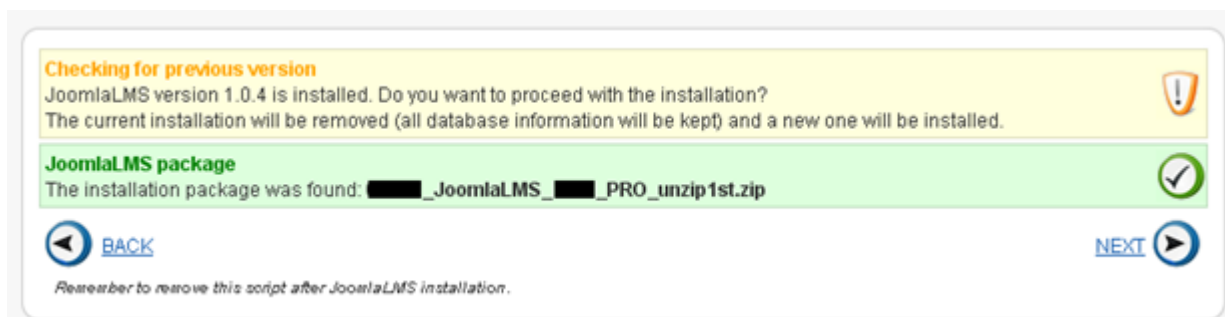 Checking for previous version
JoomlaLMS version 1.0.4 is installed. Do you want to proceed with the installation?
The current installation will be removed (all database information will be kept) and a new one will be installed.
JoomlaLMS package
The installation package was found: _JoomlaLMS_ _PRO_unzip1st.zip
BACK
NEXT
Remember to remove this script after JoomlaLMS installation.